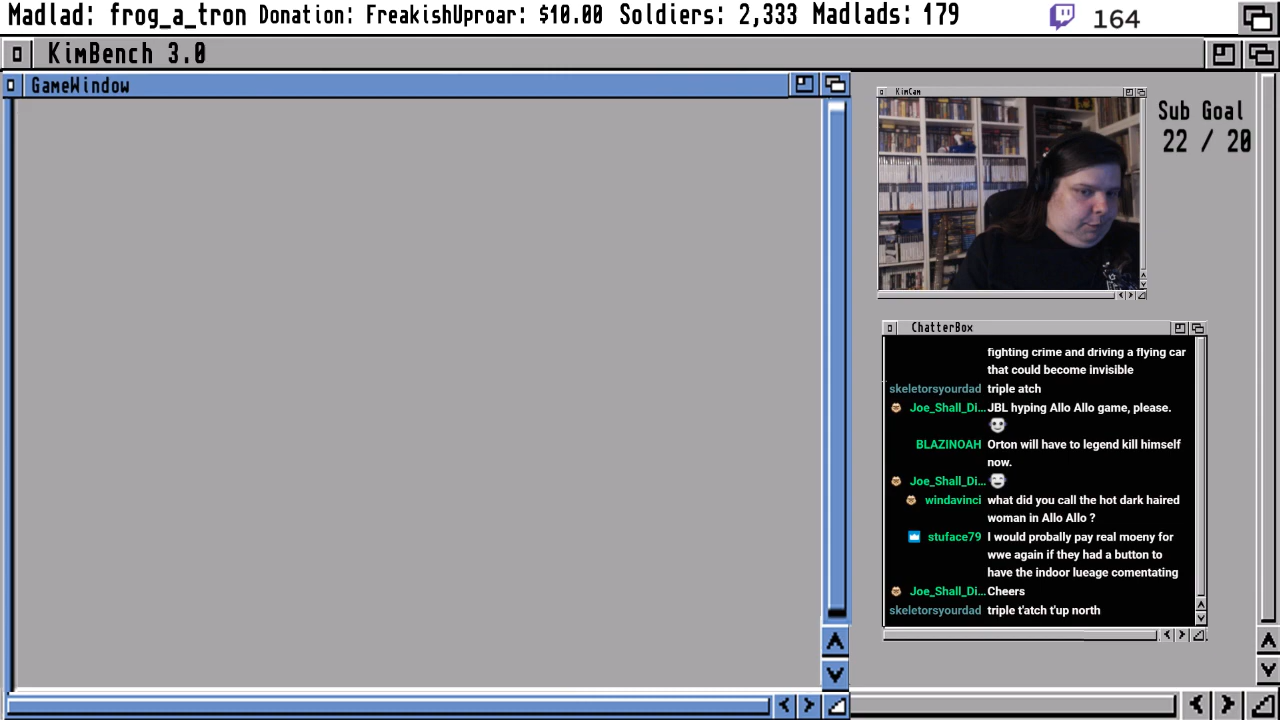 Madlad: frog_a_tron Donation: FreakishUproar: $10.00 Soldiers: 2,333 Madlads: 179
164
KimBench 3.0
GameWindow
KimCam
Sub Goal
22 / 20
ChatterBox
fighting crime and driving a flying car
that could become invisible
skeletorsyourdad triple atch
Joe_Shall_Di... JBL hyping Allo Allo game, please.
BLAZINOAH Orton will have to legend kill himself
now.
Joe_Shall_Di...
windavinci what did you call the hot dark haired
woman in Allo Allo ?
stuface79 I would probally pay real moeny for
wwe again if they had a button to
have the indoor lueage comentating
Joe_Shall_Di... Cheers
skeletorsyourdad triple t'atch t'up north